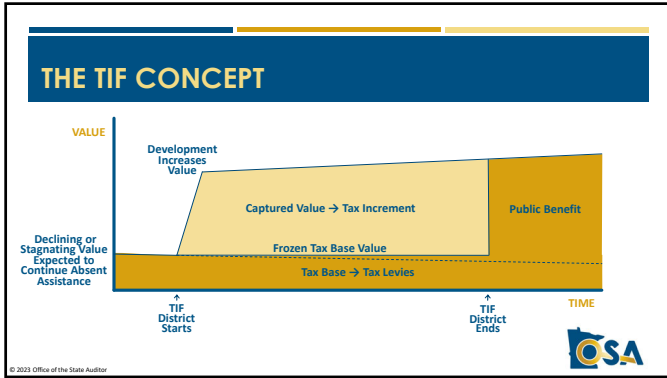 THE TIF CONCEPT
VALUE
Development
Increases
Value
Captured Value → Tax Increment
Public Benefit
Declining or
Stagnating Value
Expected to
Continue Absent
Assistance
Frozen Tax Base Value
Tax Base → Tax Levies
TIME
↑
TIF
District
Starts
↑
TIF
District
Ends
OSA
© 2023 Office of the State Auditor